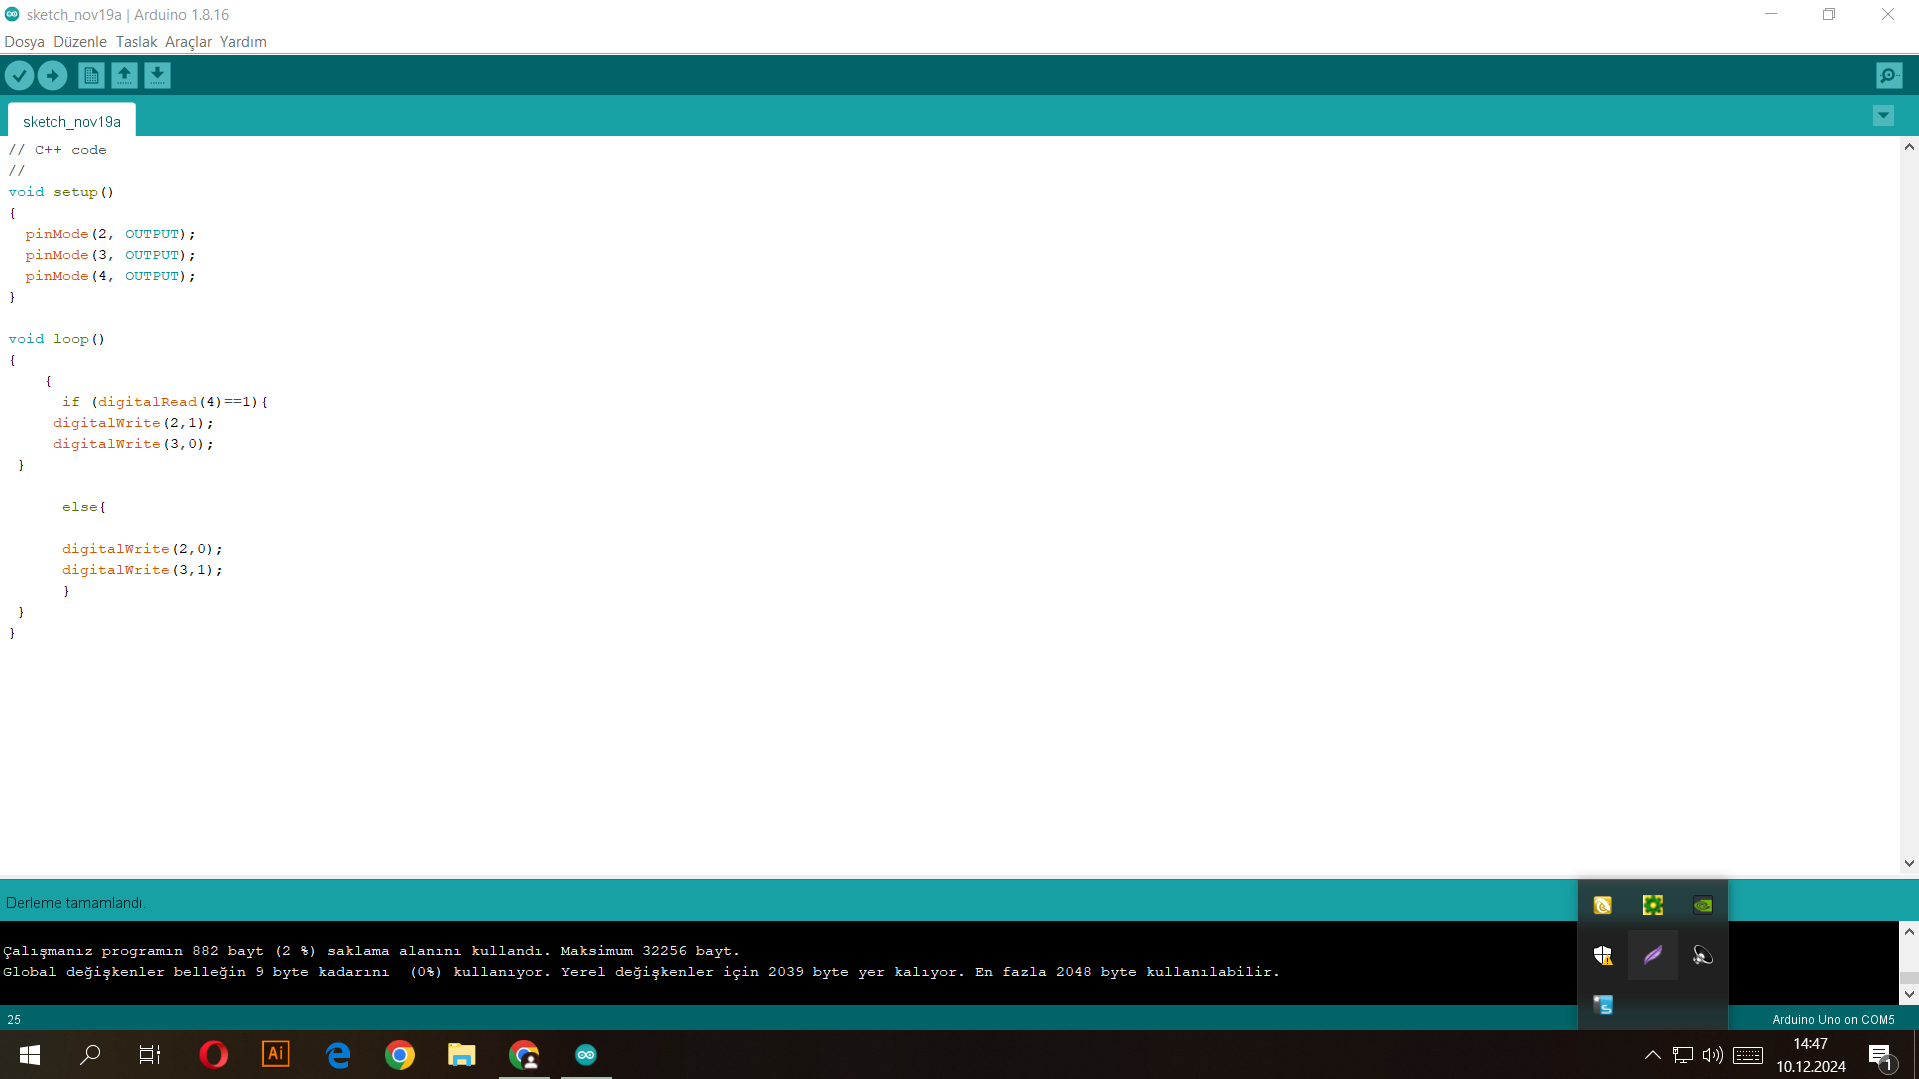 sketch_nov19a | Arduino 1.8.16
Dosya Düzenle Taslak Araçlar Yardım
sketch_nov19a
// C++ code
//
void setup()
{
  pinMode(2, OUTPUT);
  pinMode(3, OUTPUT);
  pinMode(4, OUTPUT);
}
void loop()
{
    {
      if (digitalRead(4)==1){
     digitalWrite(2,1);
     digitalWrite(3,0);
 }
      else{
      digitalWrite(2,0);
      digitalWrite(3,1);
      }
 }
}
Derleme tamamlandı.
Çalışmanız programın 882 bayt (2 %) saklama alanını kullandı. Maksimum 32256 bayt.
Global değişkenler belleğin 9 byte kadarını  (0%) kullanıyor. Yerel değişkenler için 2039 byte yer kalıyor. En fazla 2048 byte kullanılabilir.
25
Arduino Uno on COM5
Ai
14:47
10.12.2024
1